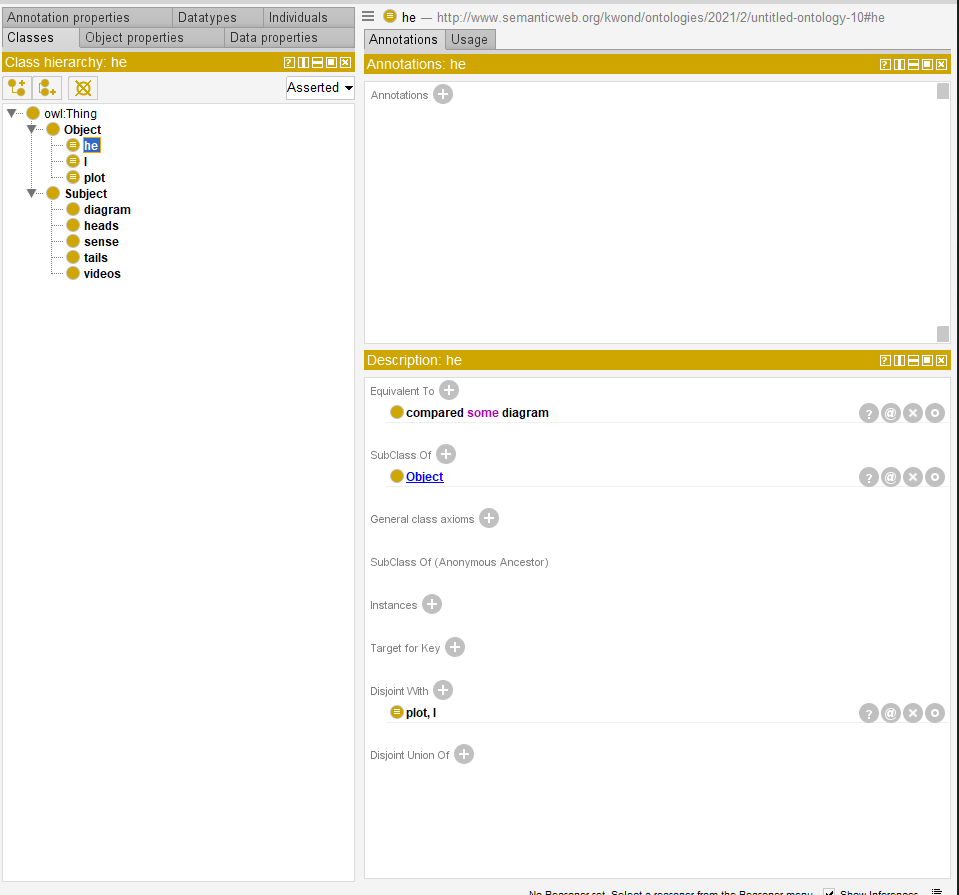 Annotation properties Datatypes Individuals
Classes Object properties Data properties
Class hierarchy: he
Asserted
owl:Thing
Object
he
I
plot
Subject
diagram
heads
sense
tails
videos
he — http://www.semanticweb.org/kwond/ontologies/2021/2/untitled-ontology-10#he
Annotations Usage
Annotations: he
Annotations
Description: he
Equivalent To
compared some diagram
SubClass Of
Object
General class axioms
SubClass Of (Anonymous Ancestor)
Instances
Target for Key
Disjoint With
plot, I
Disjoint Union Of
No Reasoner set. Select a reasoner from the Reasoner menu Show Inferences